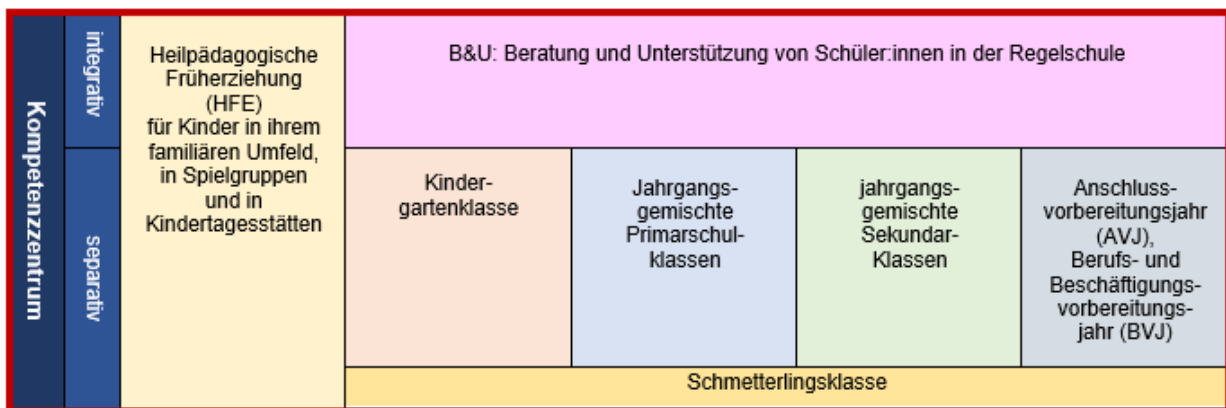 Kompetenzzentrum
integrativ
separativ
Heilpädagogische
Früherziehung
(HFE)
für Kinder in ihrem
familiären Umfeld,
in Spielgruppen
und in
Kindertagesstätten
B&U: Beratung und Unterstützung von Schüler:innen in der Regelschule
Kinder-
gartenklasse
Jahrgangs-
gemischte
Primarschul-
klassen
jahrgangs-
gemischte
Sekundar-
Klassen
Anschluss-
vorbereitungsjahr
(AVJ),
Berufs- und
Beschäftigungs-
vorbereitungs-
jahr (BVJ)
Schmetterlingsklasse